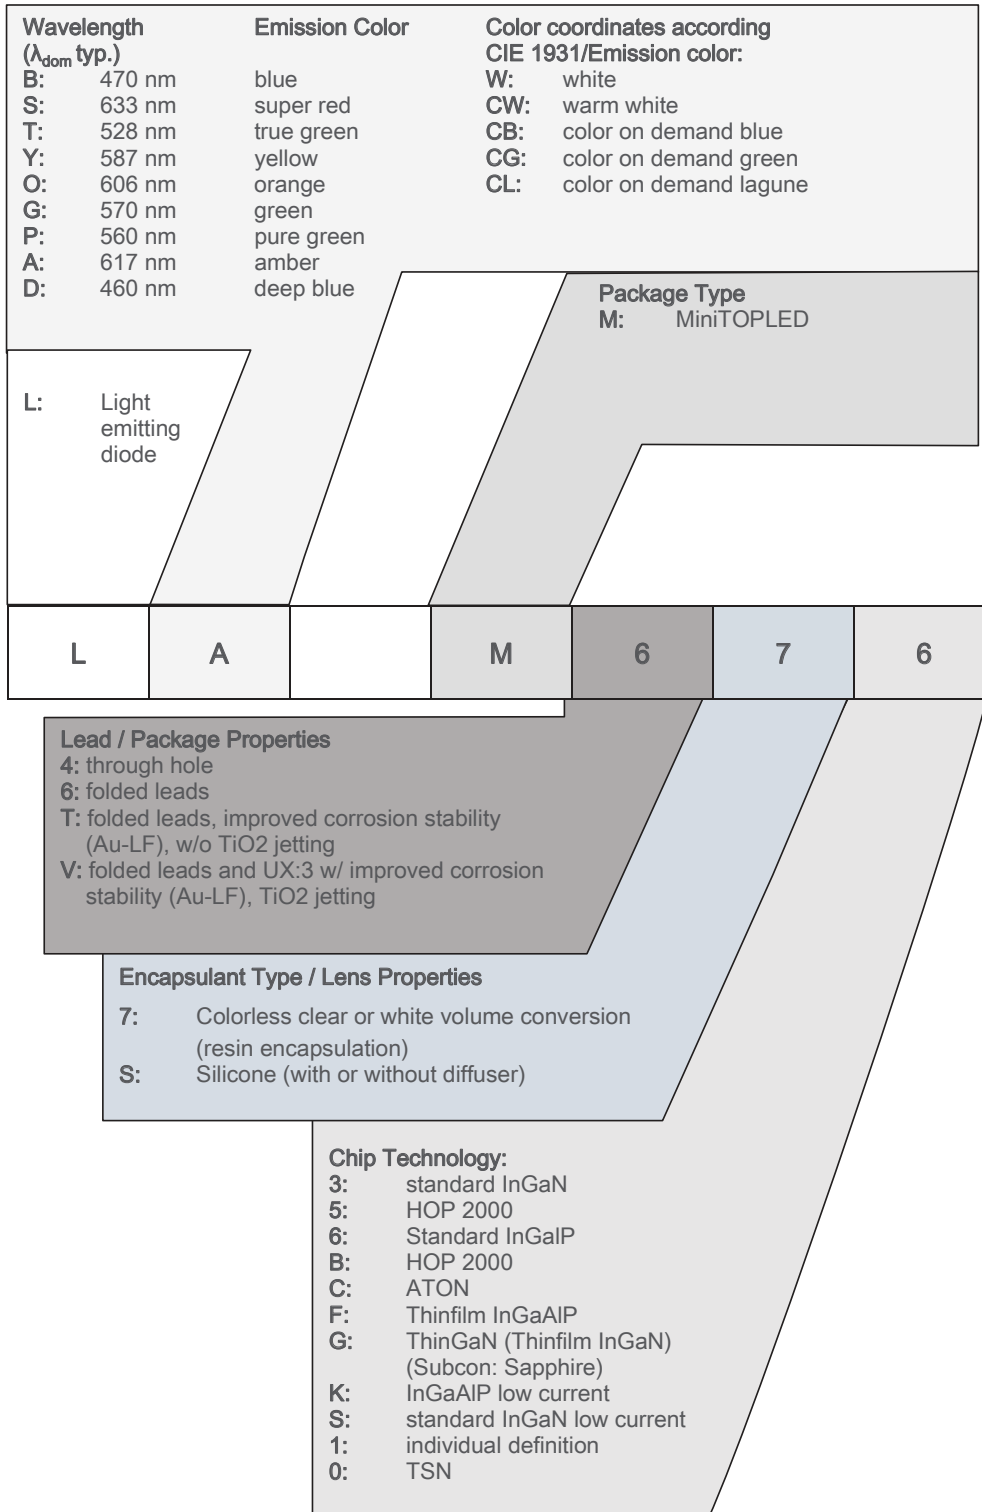 Wavelength Emission Color Color coordinates according
(λdom typ.) CIE 1931/Emission color:
B: 470 nm blue W: white
S: 633 nm super red CW: warm white
T: 528 nm true green CB: color on demand blue
Y: 587 nm yellow CG: color on demand green
O: 606 nm orange CL: color on demand lagune
G: 570 nm green
P: 560 nm pure green
A: 617 nm amber
D: 460 nm deep blue
Package Type
M: MiniTOPLED
L: Light
emitting
diode
L A M 6 7 6
Lead / Package Properties
4: through hole
6: folded leads
T: folded leads, improved corrosion stability
(Au-LF), w/o TiO2 jetting
V: folded leads and UX:3 w/ improved corrosion
stability (Au-LF), TiO2 jetting
Encapsulant Type / Lens Properties
7: Colorless clear or white volume conversion
(resin encapsulation)
S: Silicone (with or without diffuser)
Chip Technology:
3: standard InGaN
5: HOP 2000
6: Standard InGalP
B: HOP 2000
C: ATON
F: Thinfilm InGaAlP
G: ThinGaN (Thinfilm InGaN)
(Subcon: Sapphire)
K: InGaAlP low current
S: standard InGaN low current
1: individual definition
0: TSN